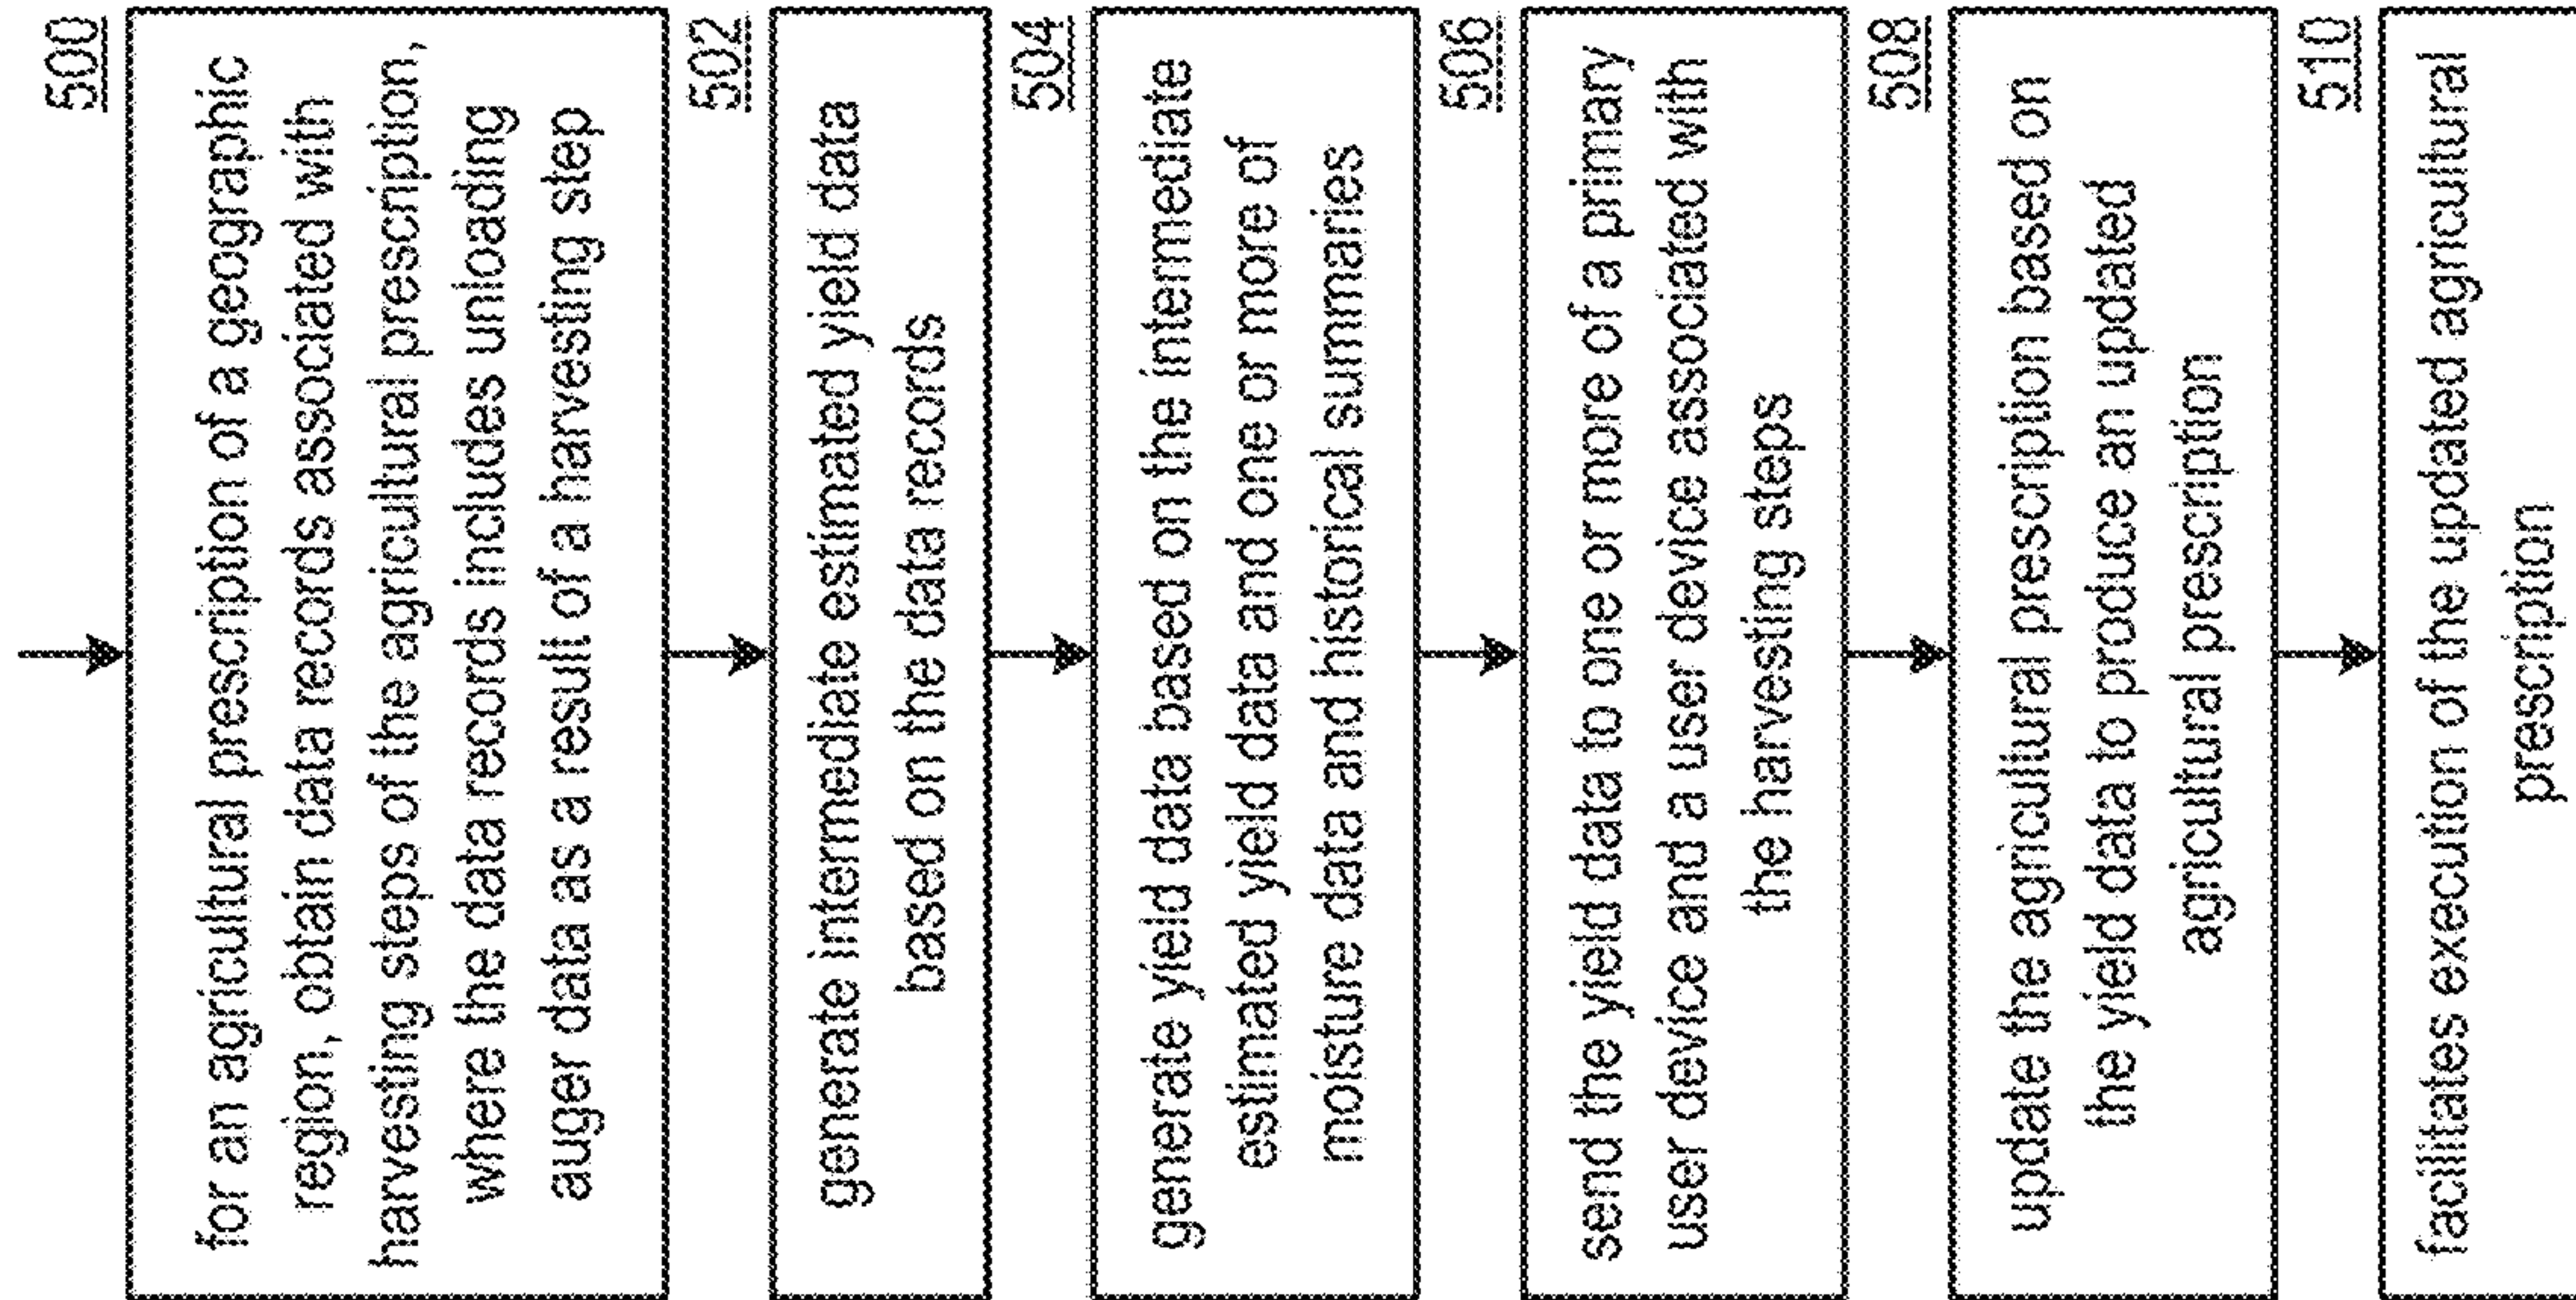 500
for an agricultural prescription of a geographic
region, obtain data records associated with
harvesting steps of the agricultural prescription,
where the data records includes unloading
auger data as a result of a harvesting step
502
generate intermediate estimated yield data
based on the data records
504
generate yield data based on the intermediate
estimated yield data and one or more of
moisture data and historical summaries
506
send the yield data to one or more of a primary
user device and a user device associated with
the harvesting steps
508
update the agricultural prescription based on
the yield data to produce an updated
agricultural prescription
510
facilitates execution of the updated agricultural
prescription